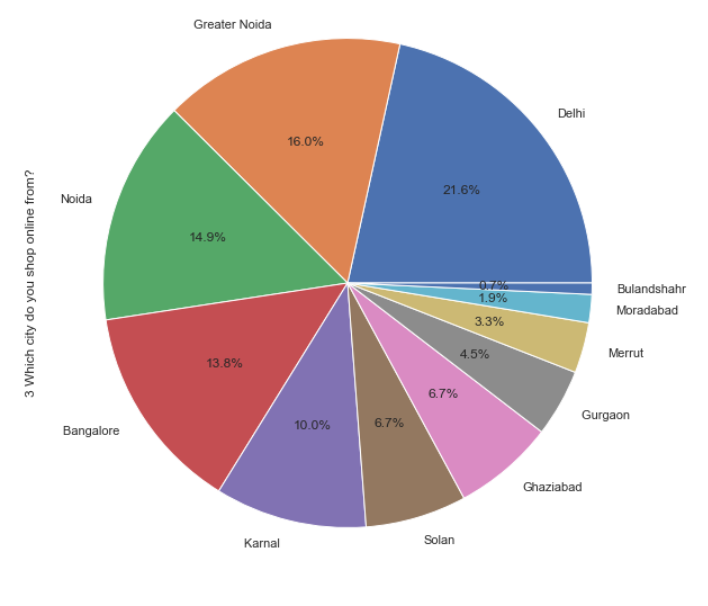 Greater Noida
Delhi
16.0%
21.6%
Noida
14.9%
3 Which city do you shop online from?
0.7%
Bulandshahr
1.9%
Moradabad
3.3%
Merrut
4.5%
13.8%
6.7%
Gurgaon
10.0%
6.7%
Bangalore
Ghaziabad
Karnal
Solan